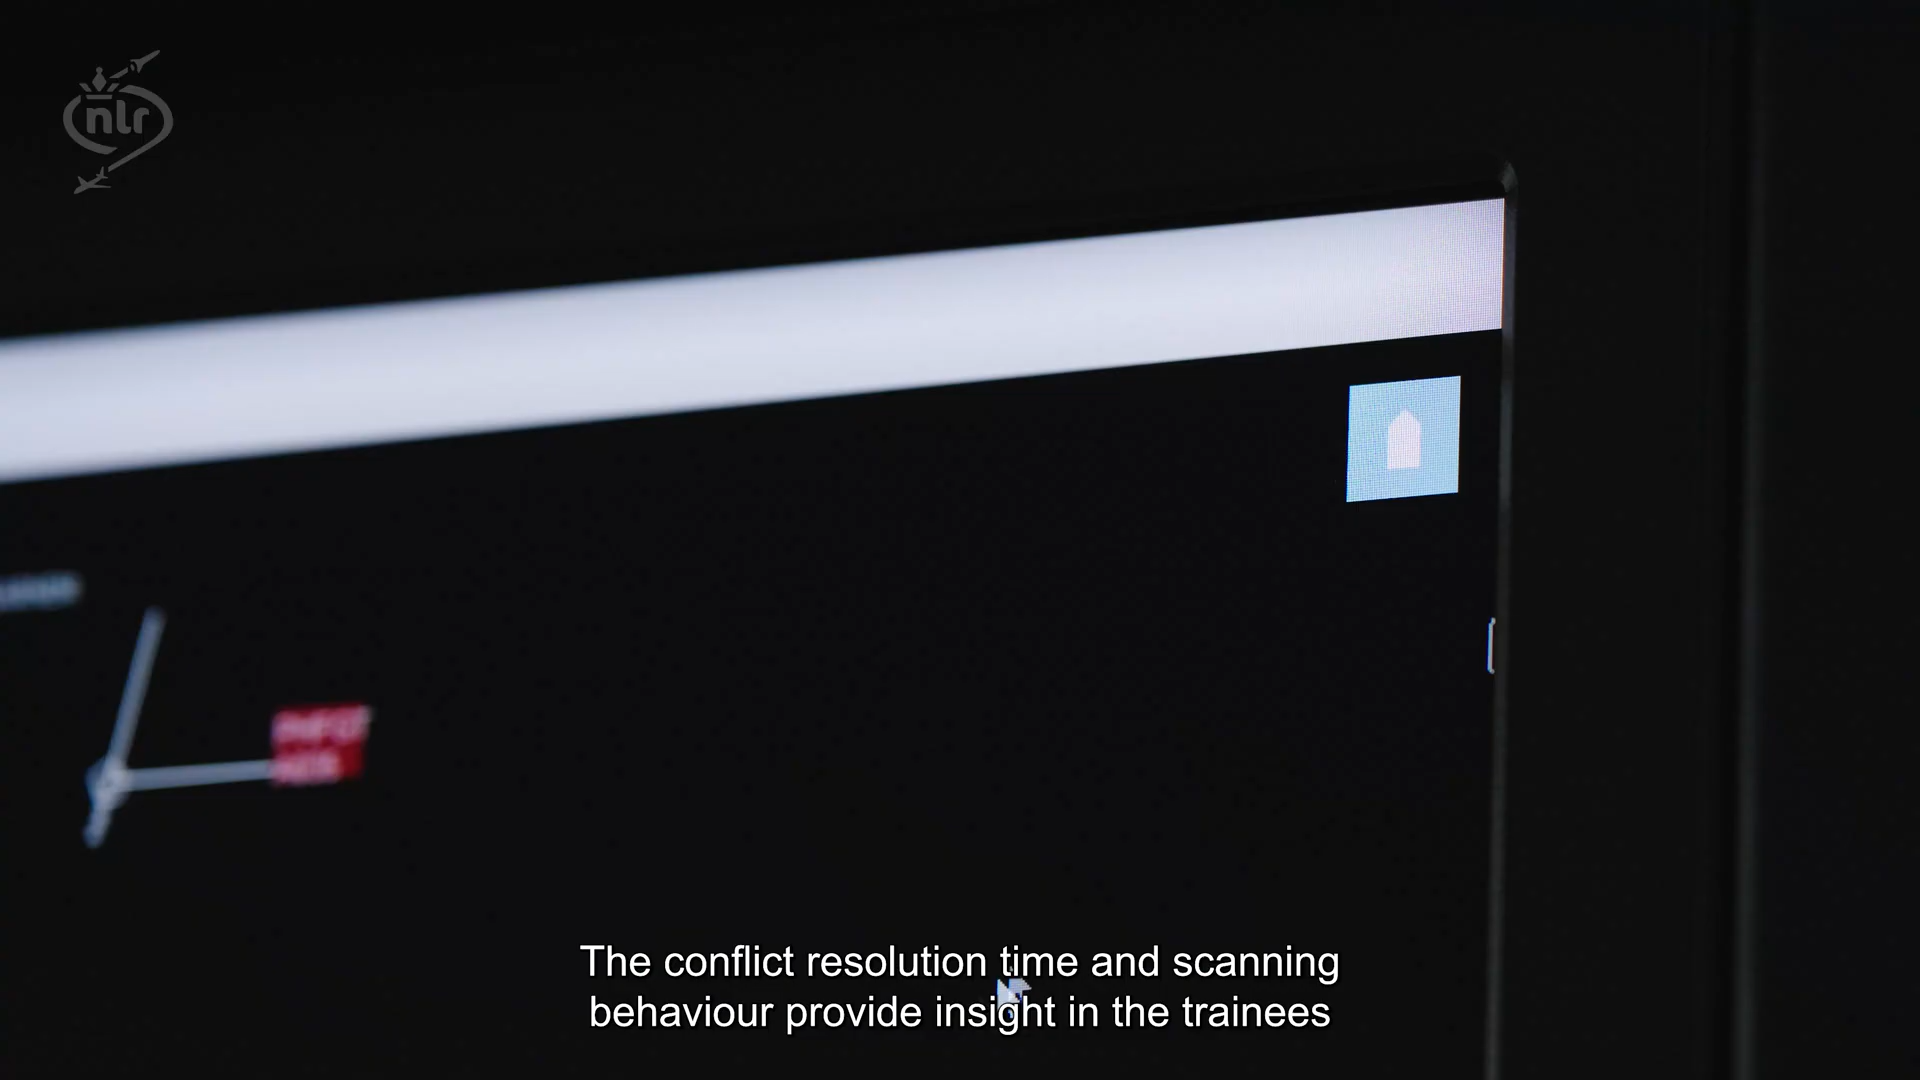 nlr
The conflict resolution time and scanning
behaviour provide insight in the trainees